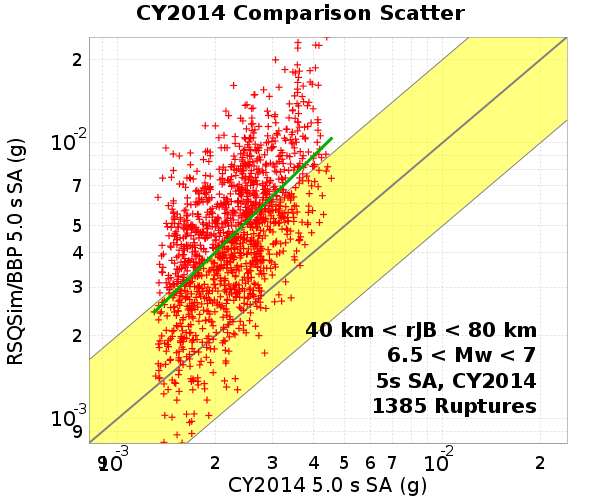 CY2014 Comparison Scatter
RSQSim/BBP 5.0 s SA (g)
2
10-2
7
5
4
3
2
10-3
9
40 km < rJB < 80 km
6.5 < Mw < 7
5s SA, CY2014
1385 Ruptures
9 10-3 2 3 4 5 6 7 10-2 2
CY2014 5.0 s SA (g)